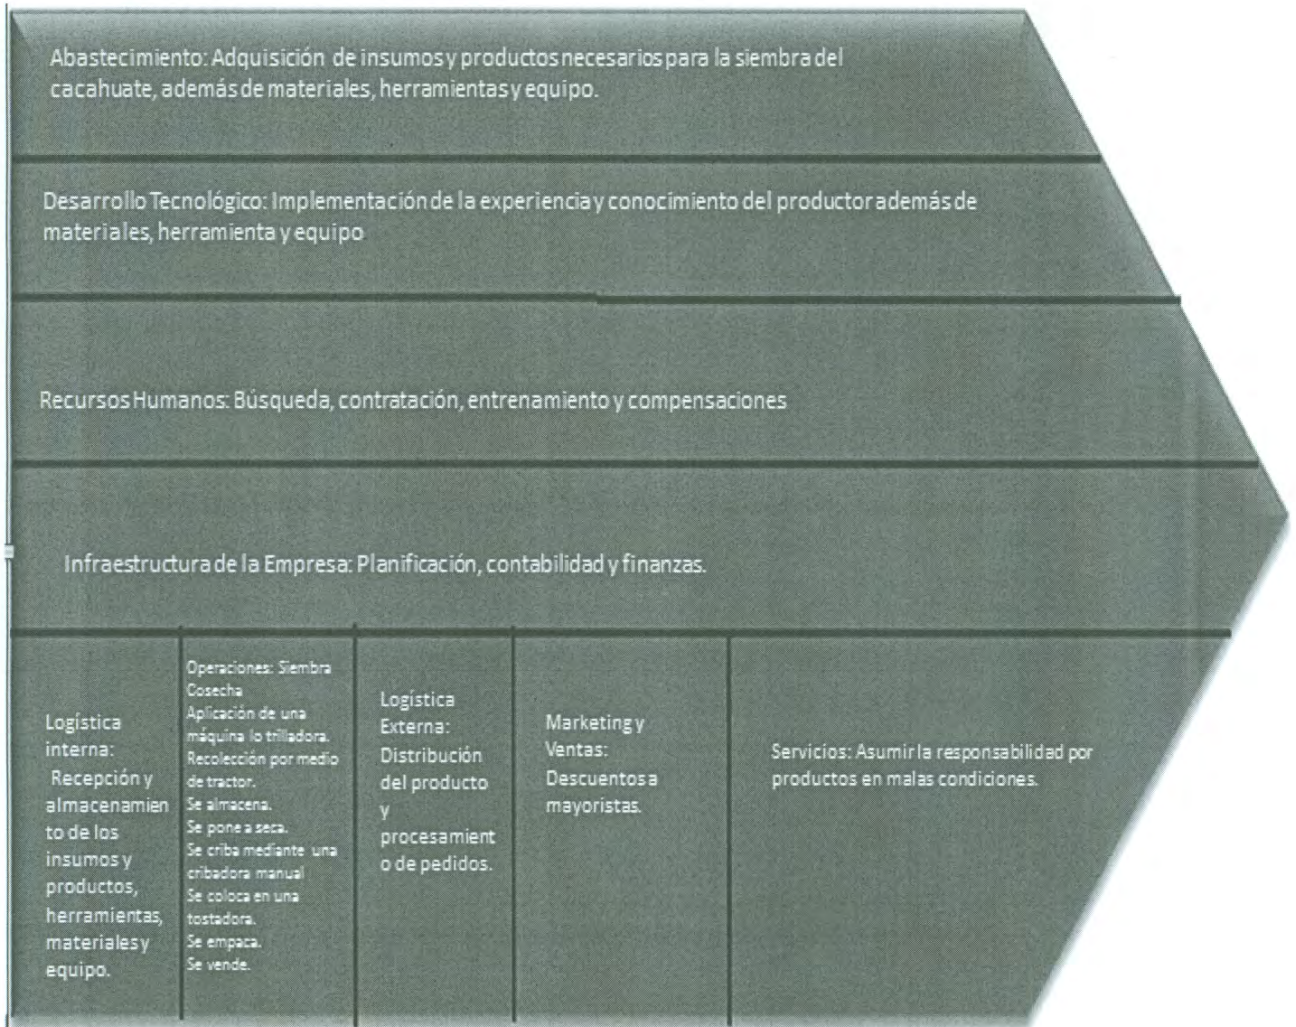 Abastecimiento: Adquisición de insumos y productos necesarios para la siembra del
cacahuate, además de materiales, herramientas y equipo.
Desarrollo Tecnológico: Implementación de la experiencia y conocimiento del productor además de
materiales, herramienta y equipo
Recursos Humanos: Búsqueda, contratación, entrenamiento y compensaciones
Infraestructura de la Empresa: Planificación, contabilidad y finanzas.
Logística
interna:
Recepción y
almacenamien
to de los
insumos y
productos,
herramientas,
materiales y
equipo.
Operaciones: Siembra
Cosecha
Aplicación de una
máquina lo trilladora.
Recolección por medio
de tractor.
Se almacena.
Se pone a seca.
Se criba mediante una
cribadora manual
Se coloca en una
tostadora.
Se empaca.
Se vende.
Logística
Externa:
Distribución
del producto
y
procesamient
o de pedidos.
Marketing y
Ventas:
Descuentos a
mayoristas.
Servicios: Asumir la responsabilidad por
productos en malas condiciones.